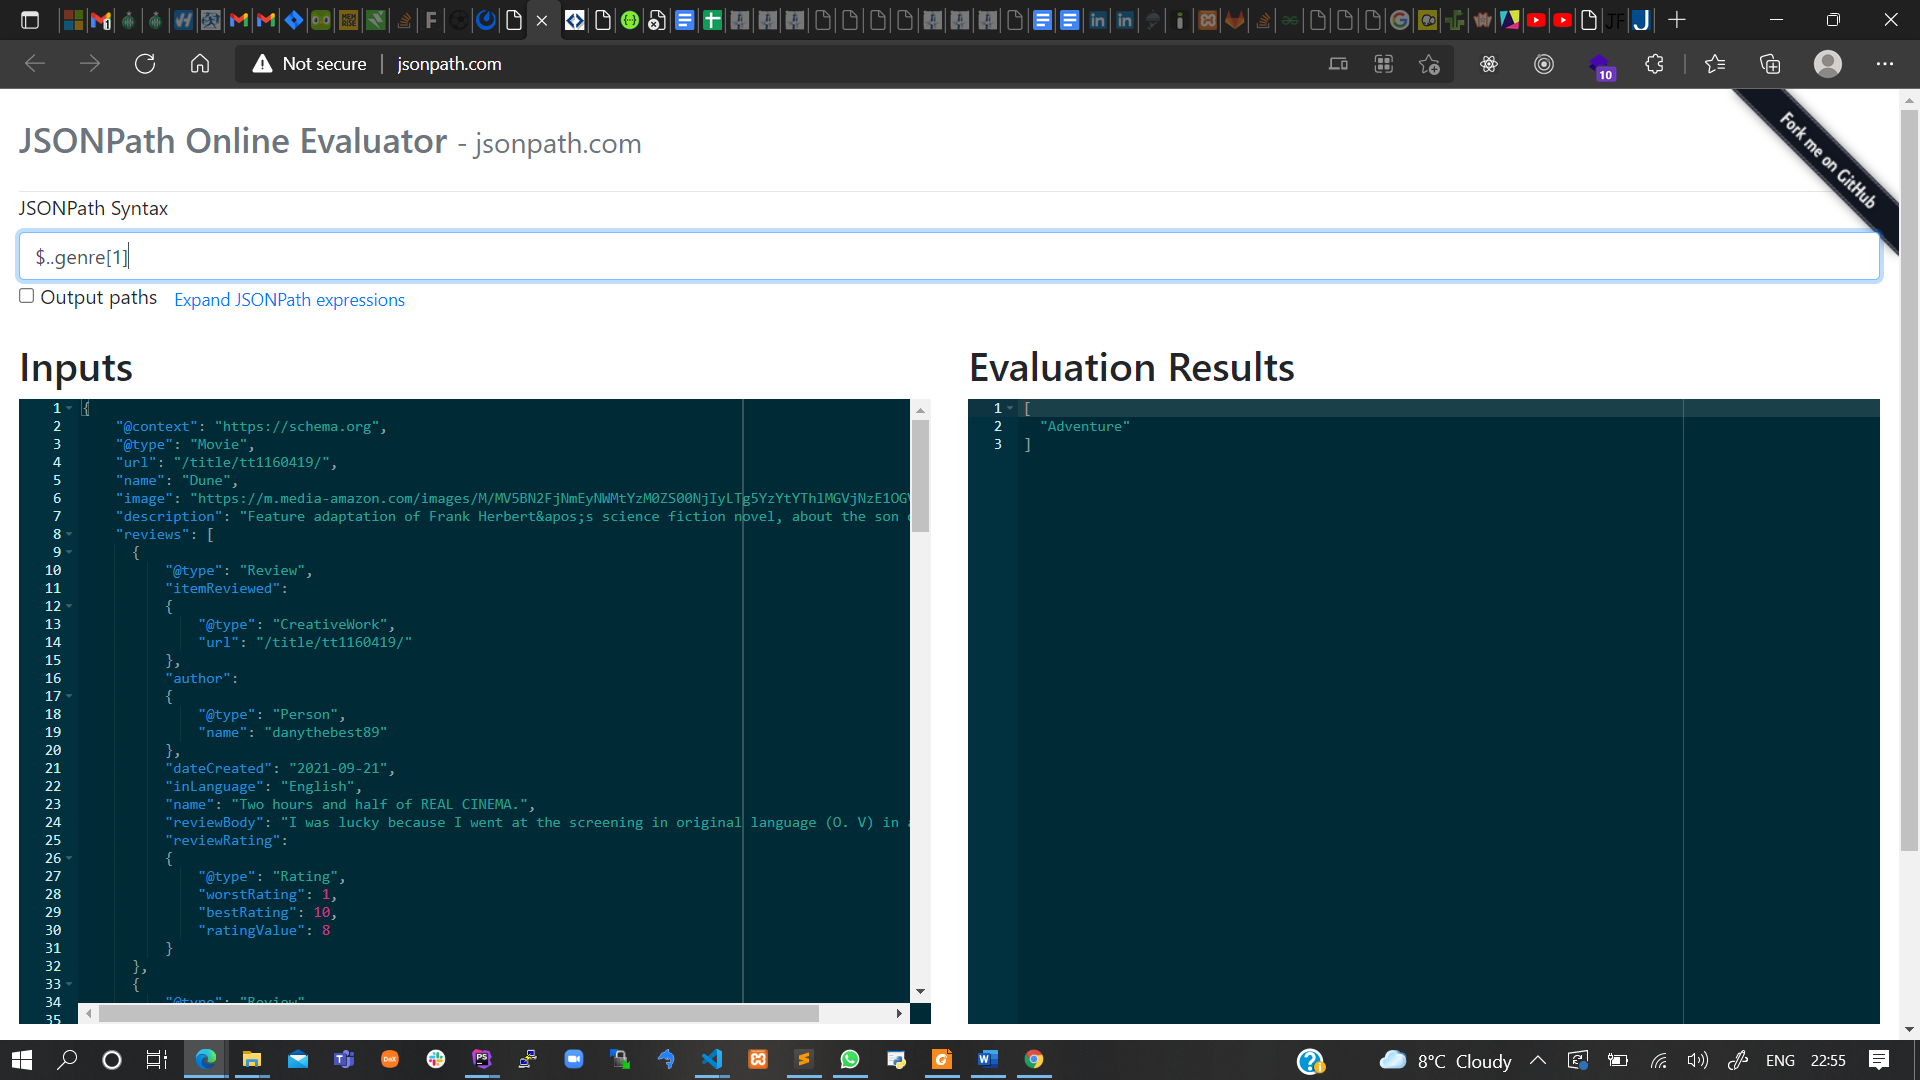 Not secure
jsonpath.com
10
Fork me on GitHub
JSONPath Online Evaluator - jsonpath.com
JSONPath Syntax
$..genre[1]
Output paths Expand JSONPath expressions
Inputs
1 {
2 "@context": "https://schema.org",
3 "@type": "Movie",
4 "url": "/title/tt1160419/",
5 "name": "Dune",
6 "image": "https://m.media-amazon.com/images/M/MV5BN2FjNmEyNWMtYzM0ZS00NjIyLTg5YzYtYThlMGVjNzE1OGV
7 "description": "Feature adaptation of Frank Herbert&apos;s science fiction novel, about the son
8 "reviews": [
9 {
10 "@type": "Review",
11 "itemReviewed":
12 {
13 "@type": "CreativeWork",
14 "url": "/title/tt1160419/"
15 },
16 "author":
17 {
18 "@type": "Person",
19 "name": "danythebest89"
20 },
21 "dateCreated": "2021-09-21",
22 "inLanguage": "English",
23 "name": "Two hours and half of REAL CINEMA.",
24 "reviewBody": "I was lucky because I went at the screening in original language (O. V) in
25 "reviewRating":
26 {
27 "@type": "Rating",
28 "worstRating": 1,
29 "bestRating": 10,
30 "ratingValue": 8
31 }
32 },
33 {
34 "@type": "Review"
35
Evaluation Results
1 [
2 "Adventure"
3 ]
8°C Cloudy
ENG
22:55